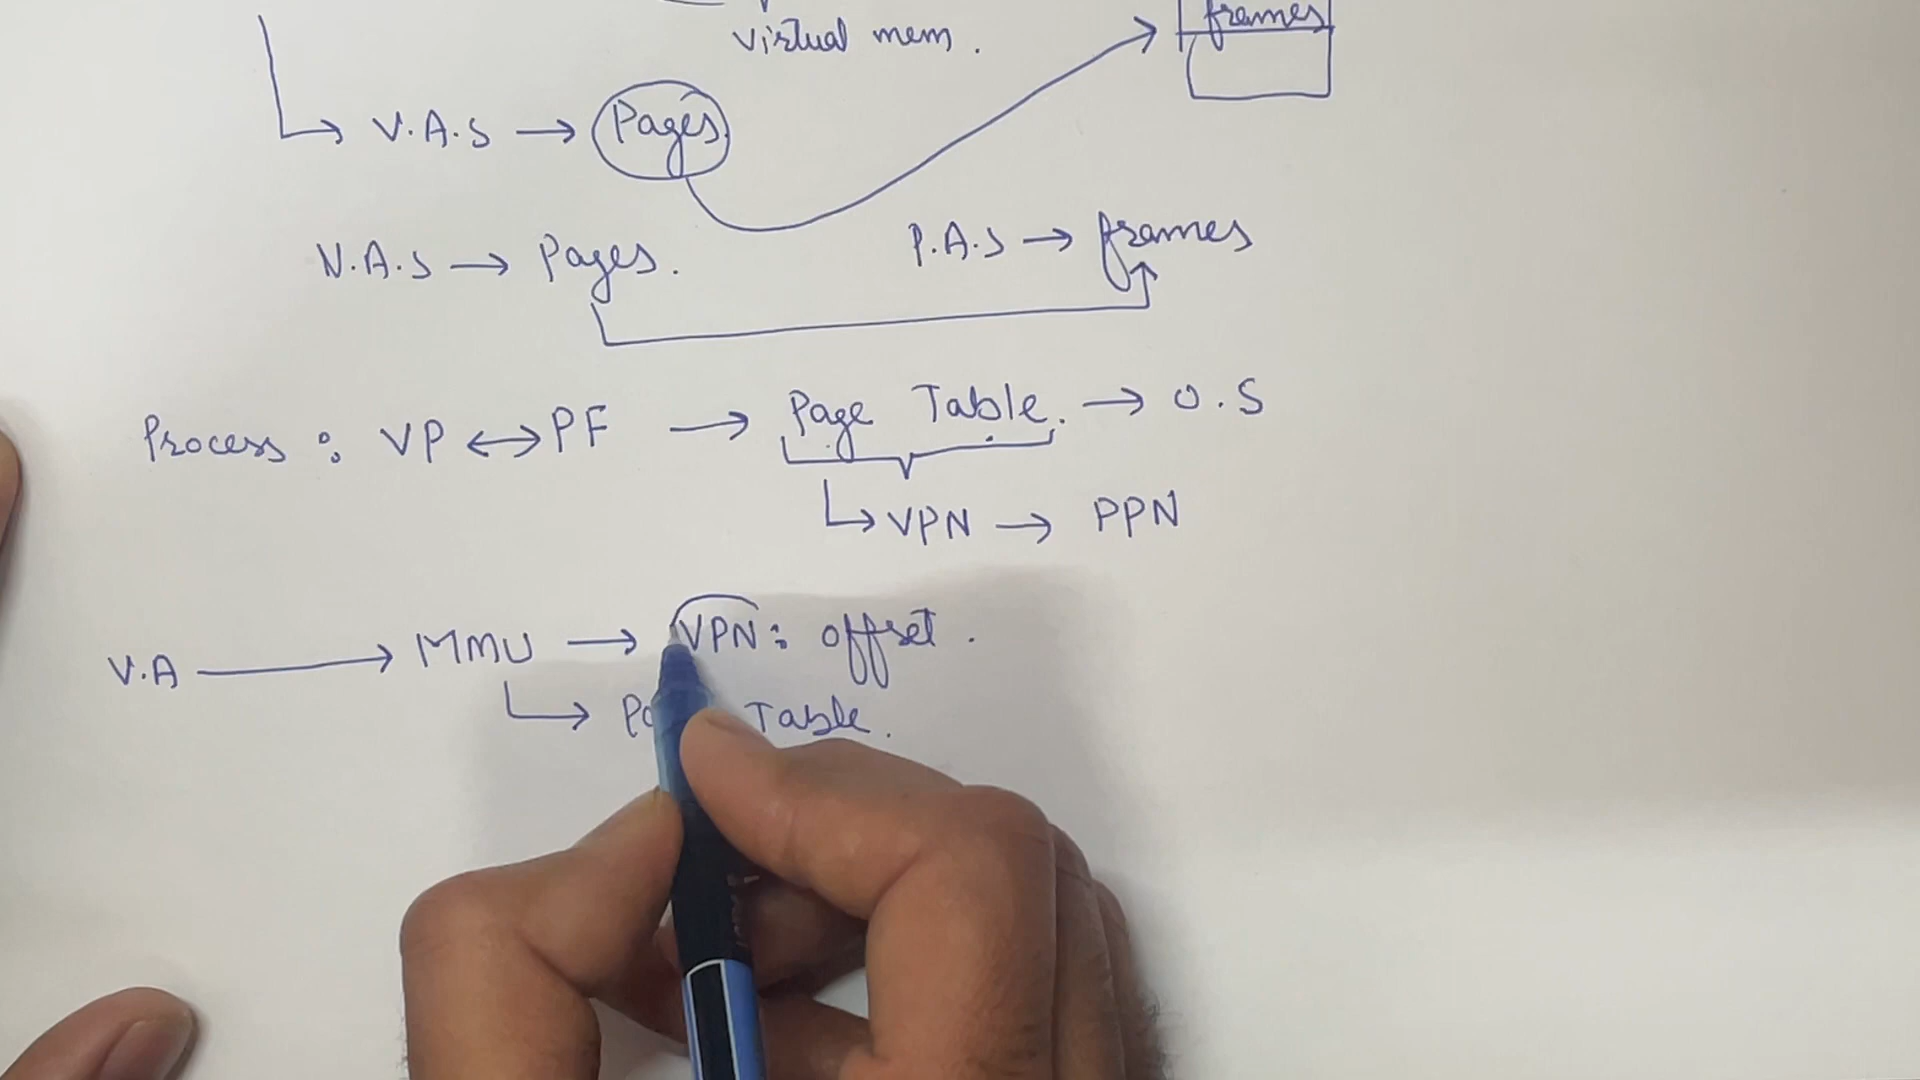 frames
virtual mem.
V.A.S → Pages
V.A.S → Pages.
P.A.S → frames
Process : VP ↔ PF → Page Table. → O.S
↳ VPN → PPN
V.A → MMU → VPN : offset.
↳ Table.